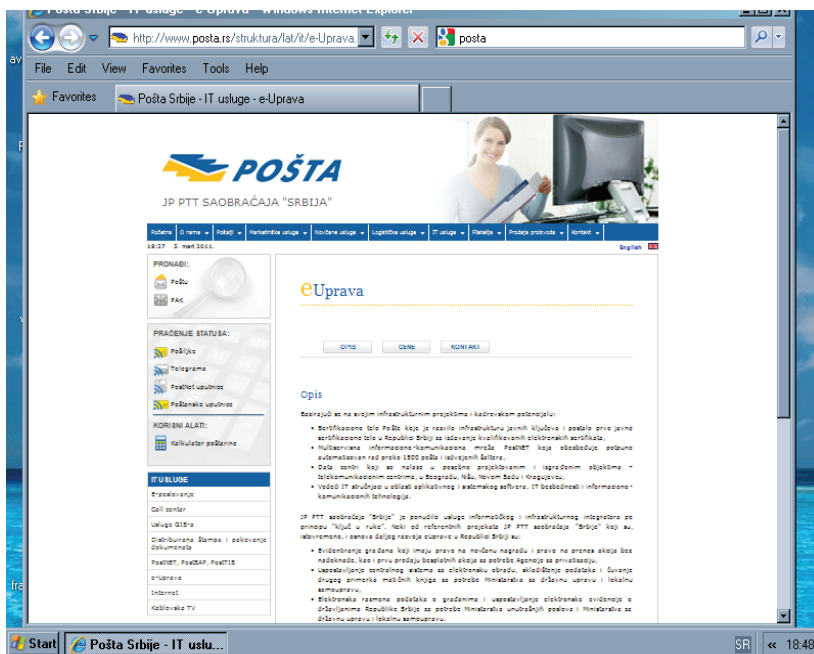 Pošta Srbije - IT usluge - e-Uprava - Windows Internet Explorer
http://www.posta.rs/struktura/lat/it/e-Uprava.
posta
File Edit View Favorites Tools Help
Favorites
Pošta Srbije - IT usluge - e-Uprava
POŠTA
JP PTT SAOBRAĆAJA "SRBIJA"
Početna O nama Pošalji Marketinške usluge Novčane usluge Logističke usluge IT usluge Filatelija Prodaja proizvoda Kontakt
18:37 5. mart 2011.
English
PRONAĐI:
Poštu
PAK
PRAĆENJE STATUSA:
Pošiljke
Telegrama
PostNet uputnice
Poštanske uputnice
KORISNI ALATI:
Kalkulator poštarine
IT USLUGE
E-poslovanje
Call centar
Usluge GIS-a
Distribuirana štampa i pakovanje
dokumenata
PostNET, PostSAP, PostTIS
e-Uprava
Internet
Kablovska TV
eUprava
OPIS CENE KONTAKT
Opis
Bazirajući se na svojim infrastrukturnim projektima i kadrovskom potencijalu:
Sertifikaciono telo Pošte koje je razvilo infrastrukturu javnih ključeva i postalo prvo javno
sertifikaciono telo u Republici Srbiji za izdavanje kvalifikovanih elektronskih sertifikata,
Multiservisna informaciono-komunikaciona mreža PostNET koja obezbeđuje potpuno
automatizovan rad preko 1500 pošta i izdvojenih šaltera,
Data centri koji se nalaze u posebno projektovanim i izgrađenim objektima –
telekomunikacionim centrima, u Beogradu, Nišu, Novom Sadu i Kragujevcu,
Vodeći IT stručnjaci u oblasti aplikativnog i sistemskog softvera, IT bezbednosti i informaciono-
komunikacionih tehnologija.
JP PTT saobraćaja "Srbija" je ponudilo usluge informatičkog i infrastrukturnog integratora po
principu "ključ u ruke". Neki od referentnih projekata JP PTT saobraćaja "Srbija" koji su,
istovremeno, i osnova daljeg razvoja eUprave u Republici Srbiji su:
Evidentiranje građana koji imaju pravo na novčanu nagradu i pravo na prenos akcija bez
nadoknade, kao i prvu prodaju besplatnih akcija za potrebe Agencije za privatizaciju,
Uspostavljanje centralnog sistema za elektronsku obradu, skladištenje podataka i čuvanje
drugog primerka matičnih knjiga za potrebe Ministarstva za državnu upravu i lokalnu
samoupravu,
Elektronska razmena podataka o građanima i uspostavljanje elektronske evidencije o
državljanima Republike Srbije za potrebe Ministarstva unutrašnjih poslova i Ministarstva za
državnu upravu i lokalnu samoupravu.
Start
Pošta Srbije - IT uslu...
SR
18:48